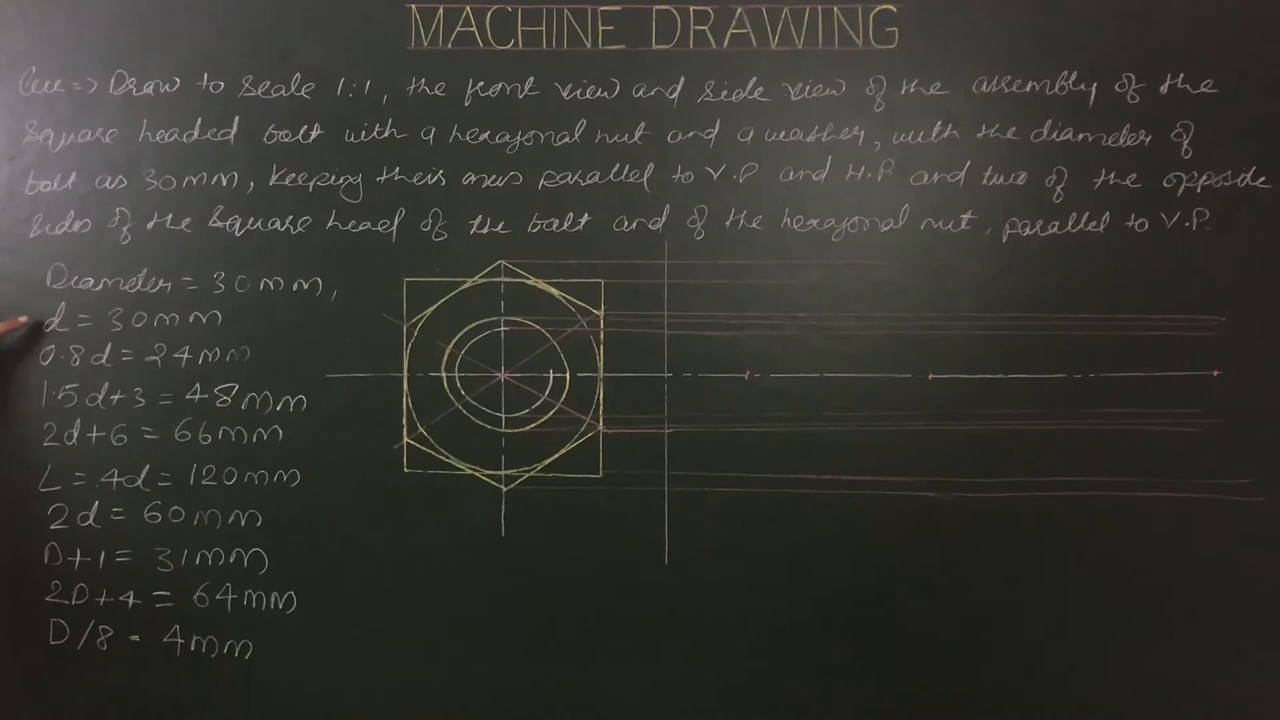 MACHINE DRAWING
Ques=> Draw to scale 1:1, the front view and side view of the assembly of the
square headed bolt with a hexagonal nut and a washer, with the diameter of
bolt as 30mm, keeping their axes parallel to V.P and H.P and two of the opposite
sides of the square head of the bolt and of the hexagonal nut, parallel to V.P.
Diameter = 30mm,
d = 30mm
0.8d = 24mm
1.5d+3 = 48mm
2d+6 = 66mm
L = 4d = 120mm
2d = 60mm
D+1 = 31mm
2D+4 = 64mm
D/8 = 4mm